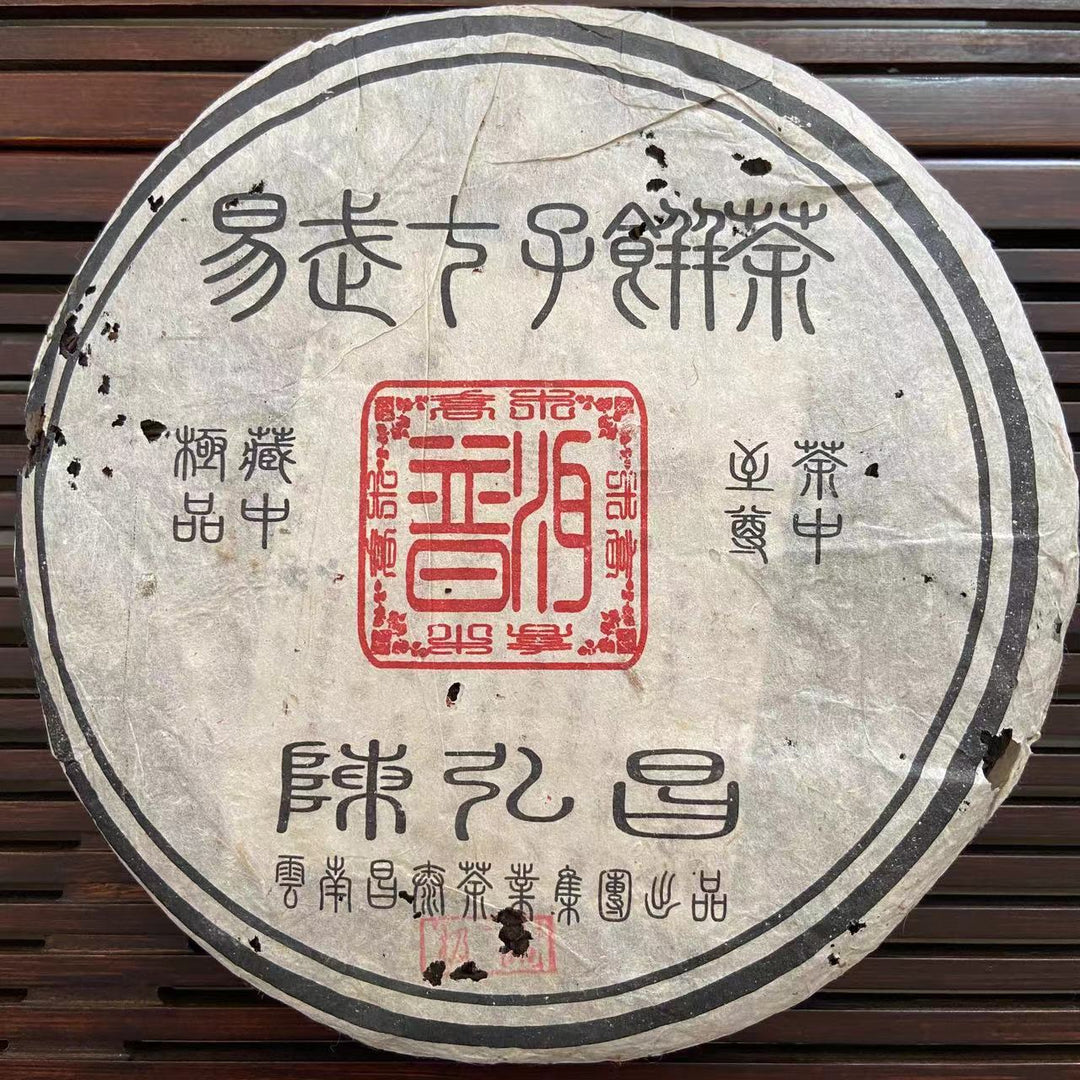 易武七子餅茶
茶中
至尊
普洱
藏中
極品
陳弘昌
雲南昌泰茶業集團出品